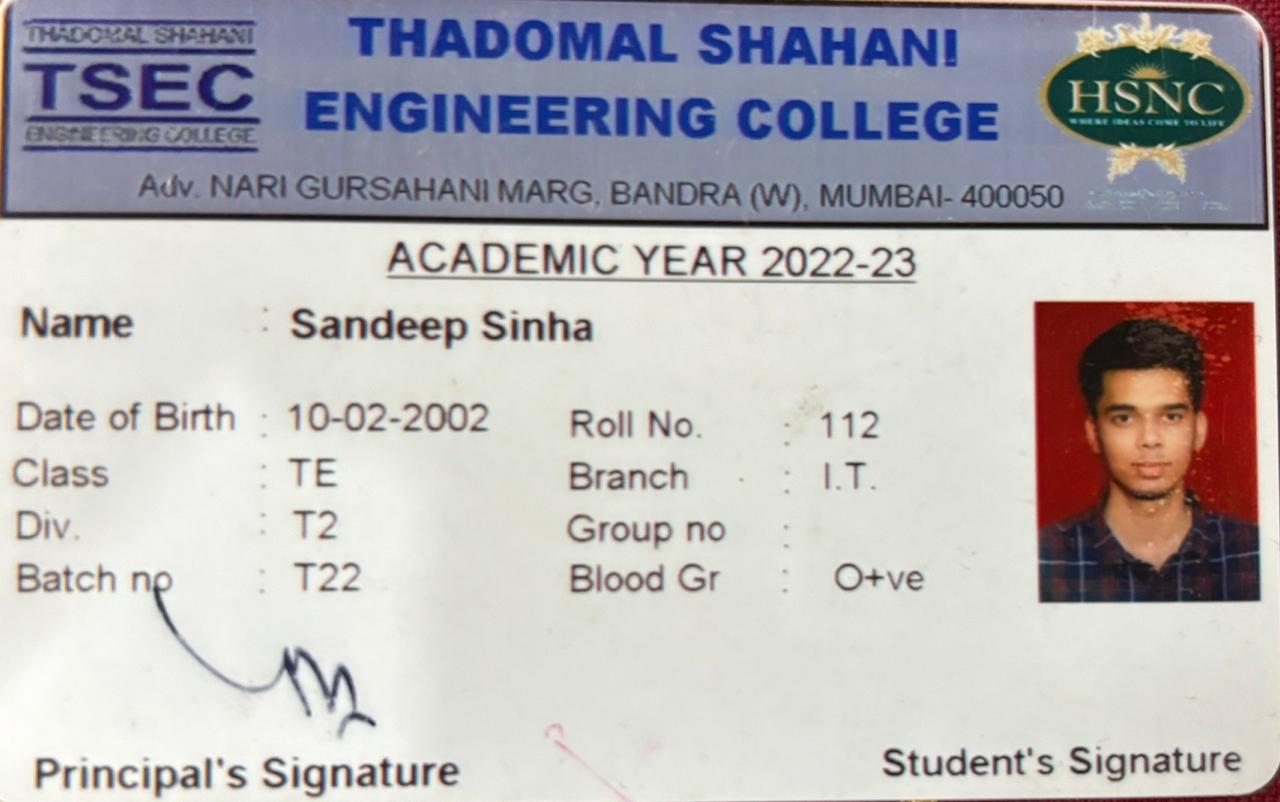 THADOMAL SHAHANI
TSEC
ENGINEERING COLLEGE
THADOMAL SHAHANI
ENGINEERING COLLEGE
HSNC
WHERE IDEAS COME TO LIFE
Adv. NARI GURSAHANI MARG, BANDRA (W), MUMBAI- 400050
ACADEMIC YEAR 2022-23
Name : Sandeep Sinha
Date of Birth : 10-02-2002 Roll No. : 112
Class : TE Branch : I.T.
Div. : T2 Group no :
Batch no : T22 Blood Gr : O+ve
Principal's Signature Student's Signature